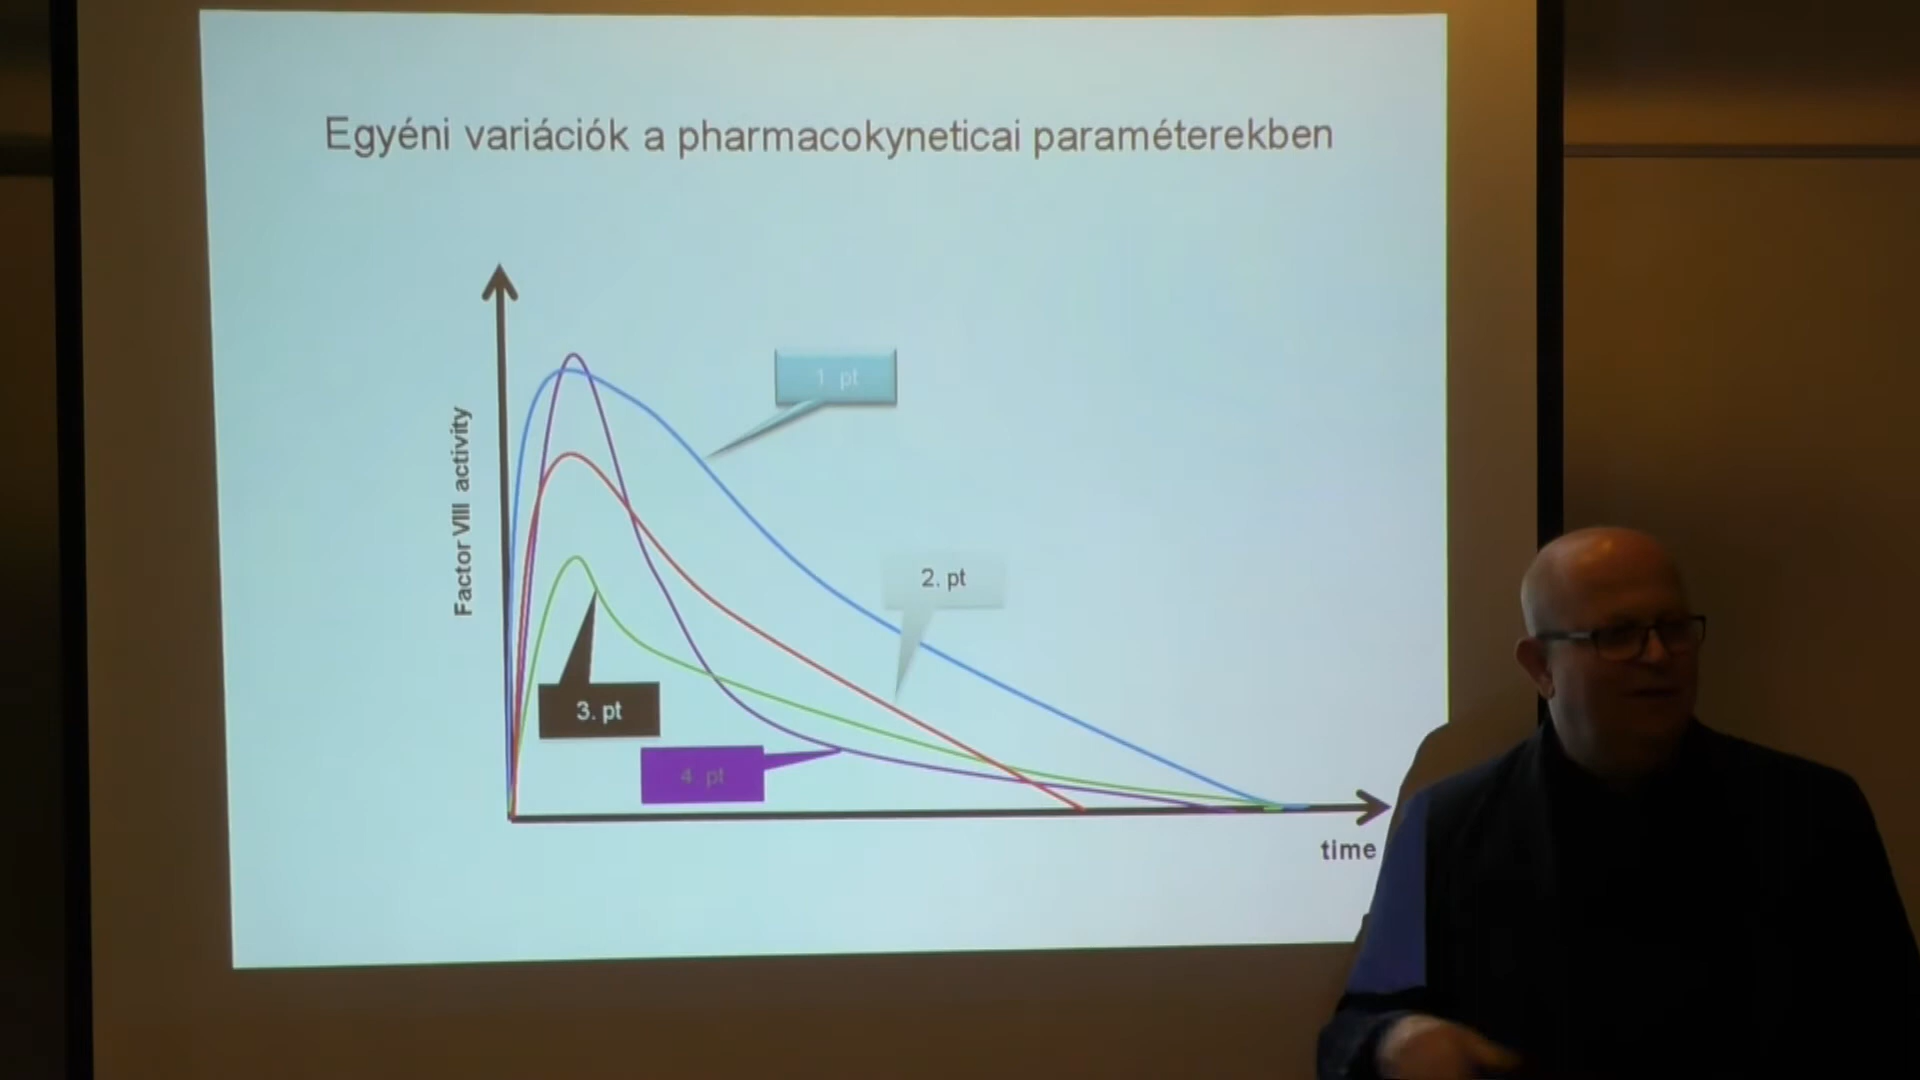 Egyéni variációk a pharmacokyneticai paraméterekben
1. pt
Factor VIII activity
2. pt
3. pt
4. pt
time